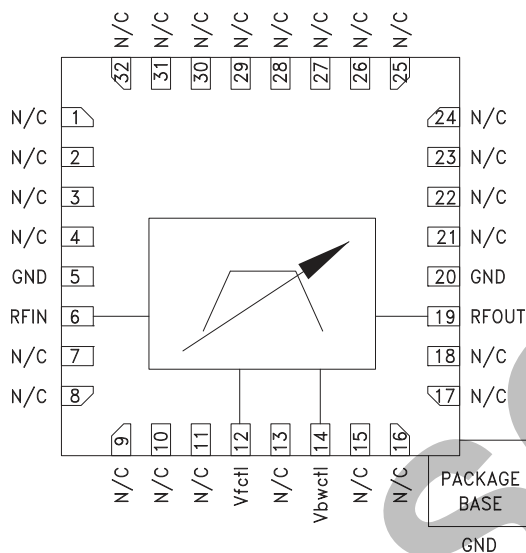 N/C N/C N/C N/C N/C N/C N/C N/C
32 31 30 29 28 27 26 25
N/C 1
N/C 2
N/C 3
N/C 4
GND 5
RFIN 6
N/C 7
N/C 8
24 N/C
23 N/C
22 N/C
21 N/C
20 GND
19 RFOUT
18 N/C
17 N/C
9 10 11 12 13 14 15 16
N/C N/C N/C Vfctl N/C Vbwctl N/C N/C
PACKAGE
BASE
GND